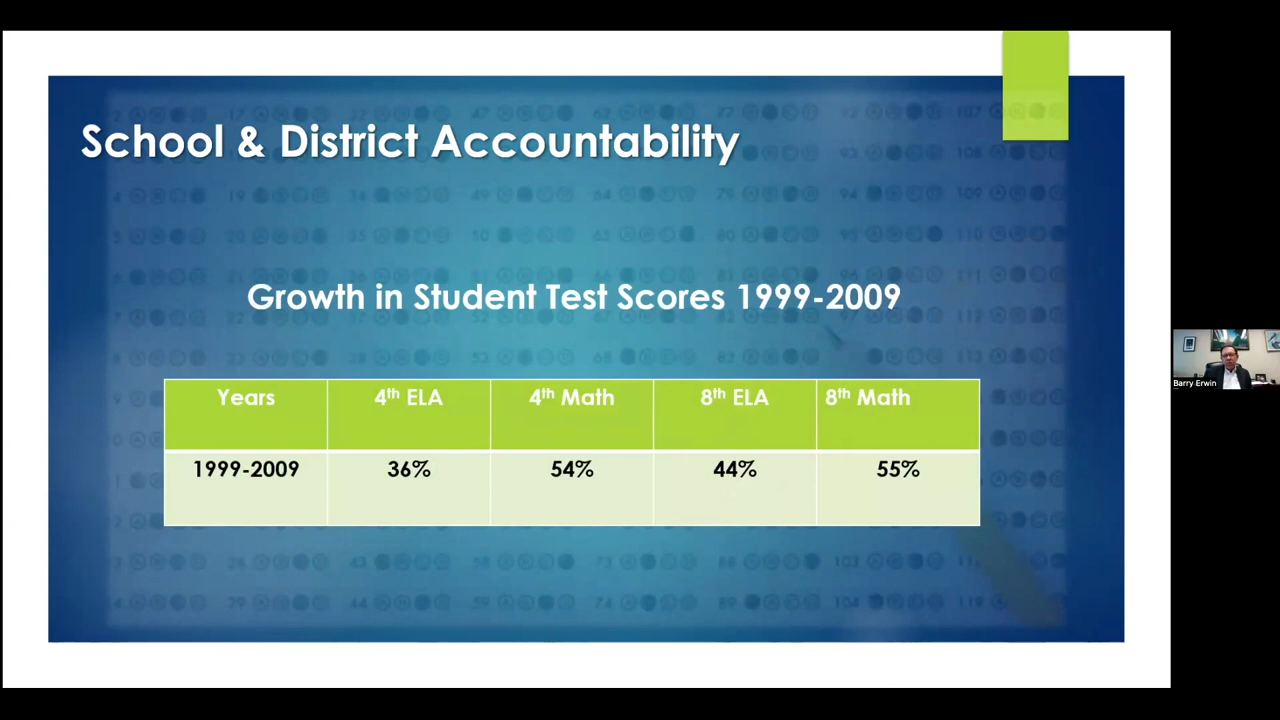 School & District Accountability
Growth in Student Test Scores 1999-2009
Years 4th ELA 4th Math 8th ELA 8th Math
1999-2009 36% 54% 44% 55%
Barry Erwin